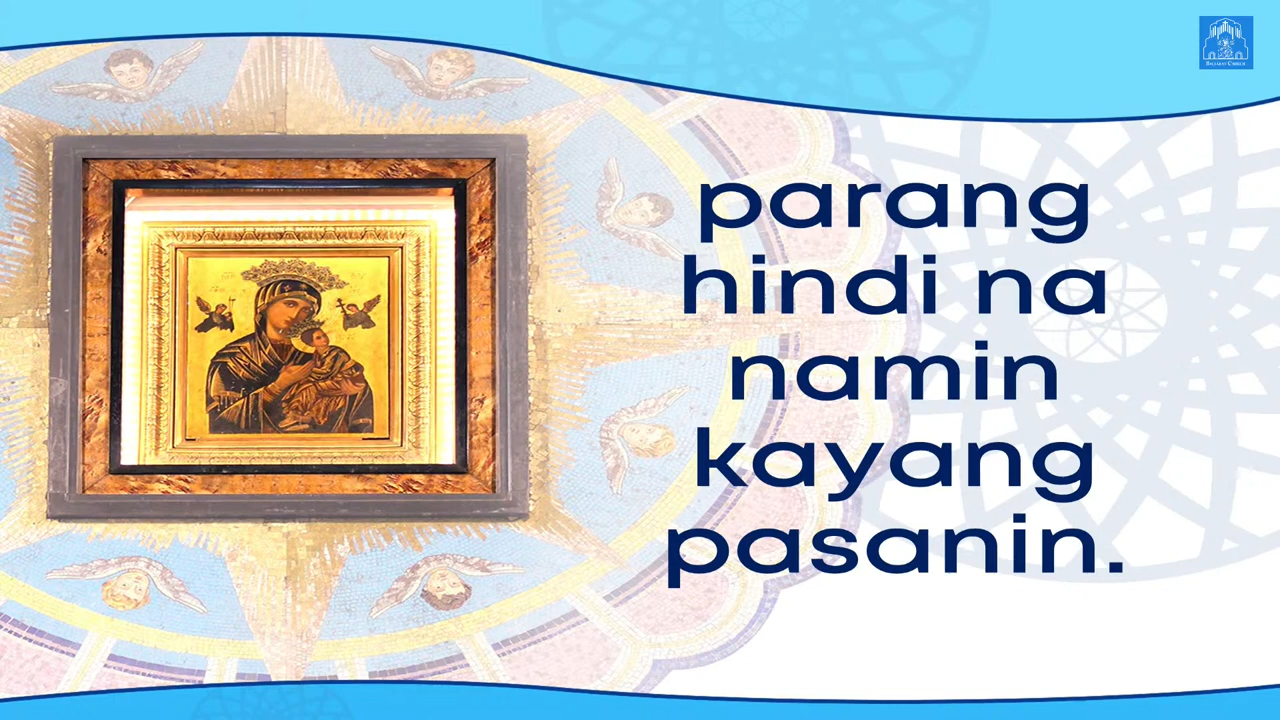 parang
hindi na
namin
kayang
pasanin.